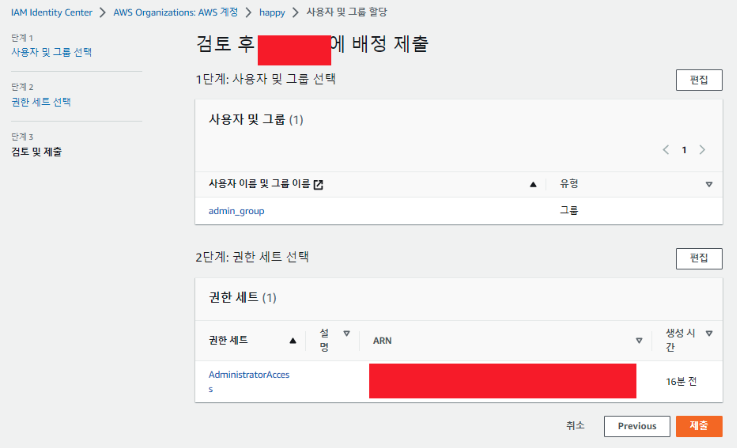 IAM Identity Center > AWS Organizations: AWS 계정 > happy > 사용자 및 그룹 할당
단계 1
사용자 및 그룹 선택
단계 2
권한 세트 선택
단계 3
검토 및 제출
검토 후 에 배정 제출
1단계: 사용자 및 그룹 선택
편집
사용자 및 그룹 (1)
< 1 >
사용자 이름 및 그룹 이름 유형
admin_group 그룹
2단계: 권한 세트 선택
편집
권한 세트 (1)
권한 세트 설명 ARN 생성 시간
AdministratorAccess 16분 전
취소 Previous 제출